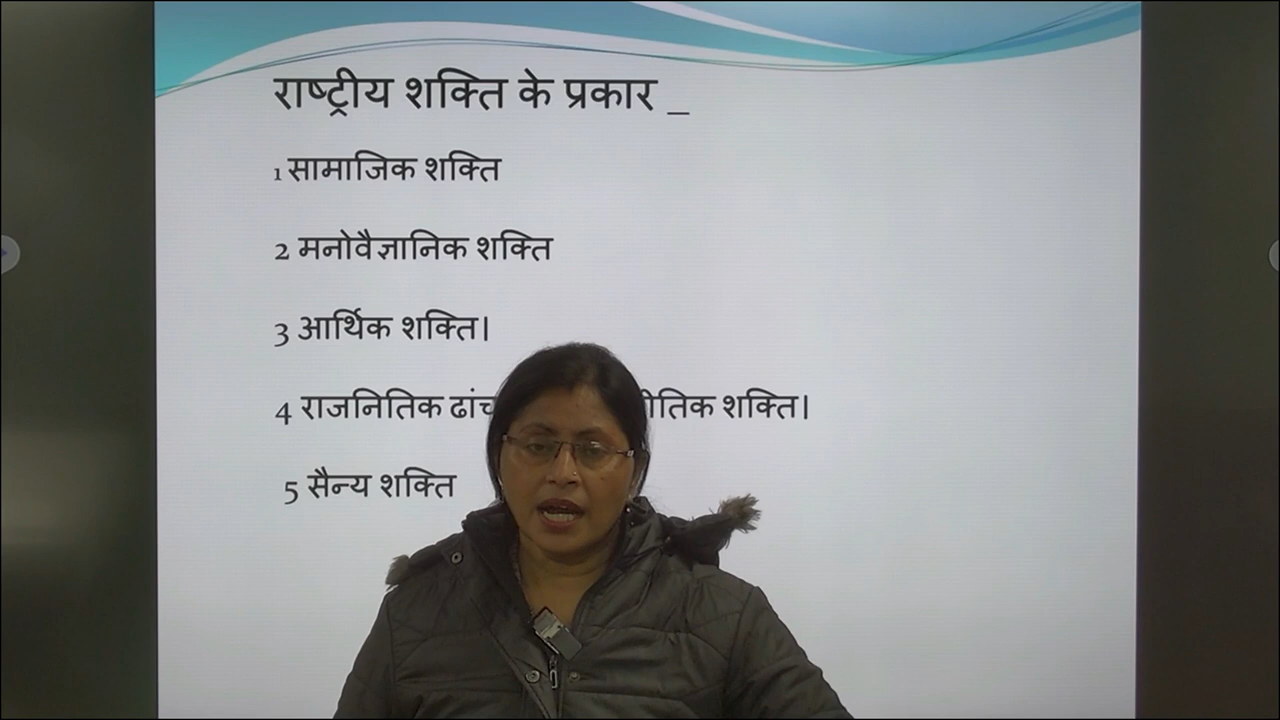 राष्ट्रीय शक्ति के प्रकार _
1 सामाजिक शक्ति
2 मनोवैज्ञानिक शक्ति
3 आर्थिक शक्ति।
4 राजनितिक शक्ति।
5 सैन्य शक्ति